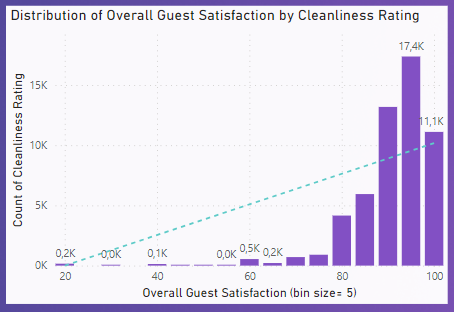 Distribution of Overall Guest Satisfaction by Cleanliness Rating
Count of Cleanliness Rating
15K
10K
5K
0K
17,4K
11,1K
0,2K
0,0K
0,1K
0,0K
0,5K
0,2K
20
40
60
80
100
Overall Guest Satisfaction (bin size= 5)